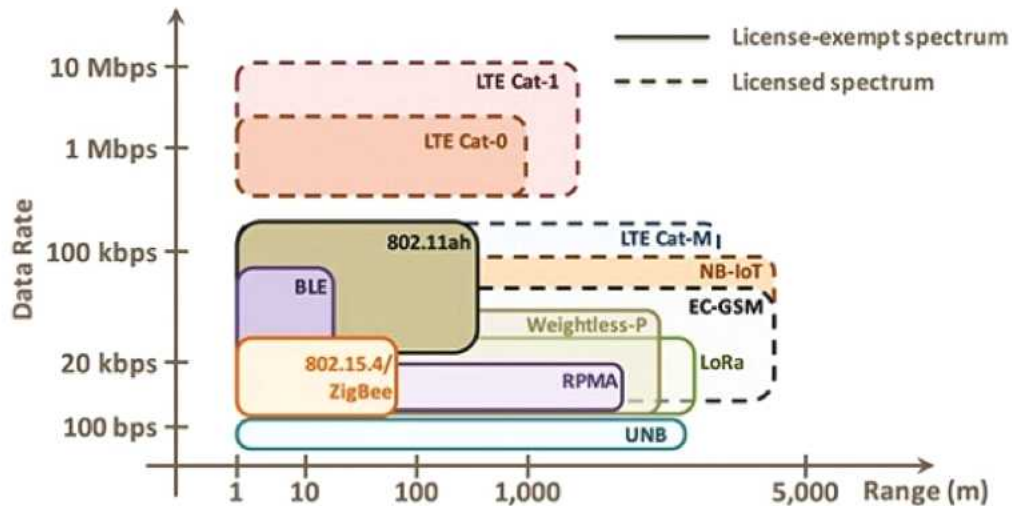 License-exempt spectrum
Licensed spectrum
Data Rate
10 Mbps
1 Mbps
100 kbps
20 kbps
100 bps
LTE Cat-1
LTE Cat-0
802.11ah
LTE Cat-M
NB-IoT
BLE
EC-GSM
Weightless-P
802.15.4/
ZigBee
RPMA
LoRa
UNB
1
10
100
1,000
5,000
Range (m)